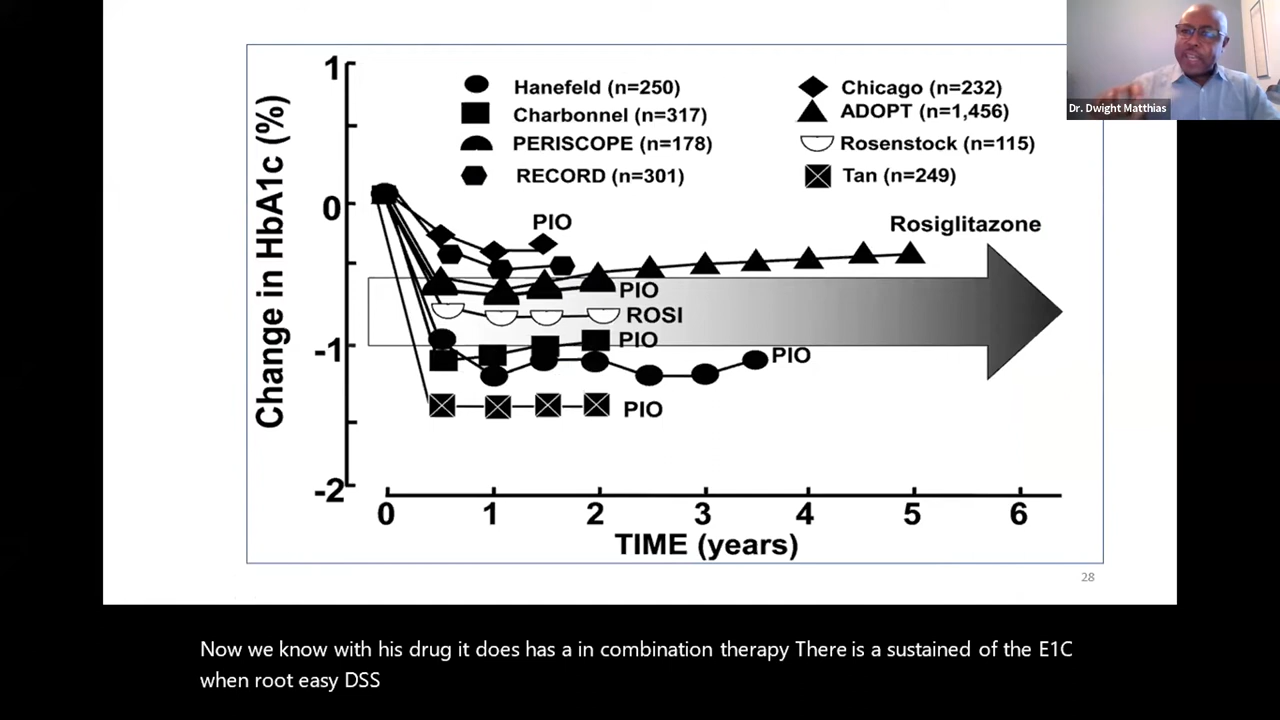 Dr. Dwight Matthias
Hanefeld (n=250)
Charbonnel (n=317)
PERISCOPE (n=178)
RECORD (n=301)
Chicago (n=232)
ADOPT (n=1,456)
Rosenstock (n=115)
Tan (n=249)
Change in HbA1c (%)
1
0
-1
-2
PIO
Rosiglitazone
PIO
ROSI
PIO
PIO
PIO
0 1 2 3 4 5 6
TIME (years)
28
Now we know with his drug it does has a in combination therapy There is a sustained of the E1C
when root easy DSS